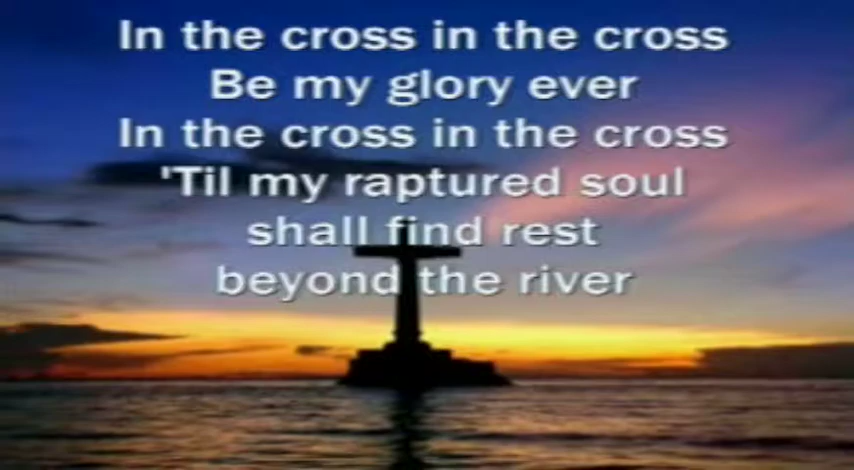 In the cross in the cross
Be my glory ever
In the cross in the cross
'Til my raptured soul
shall find rest
beyond the river